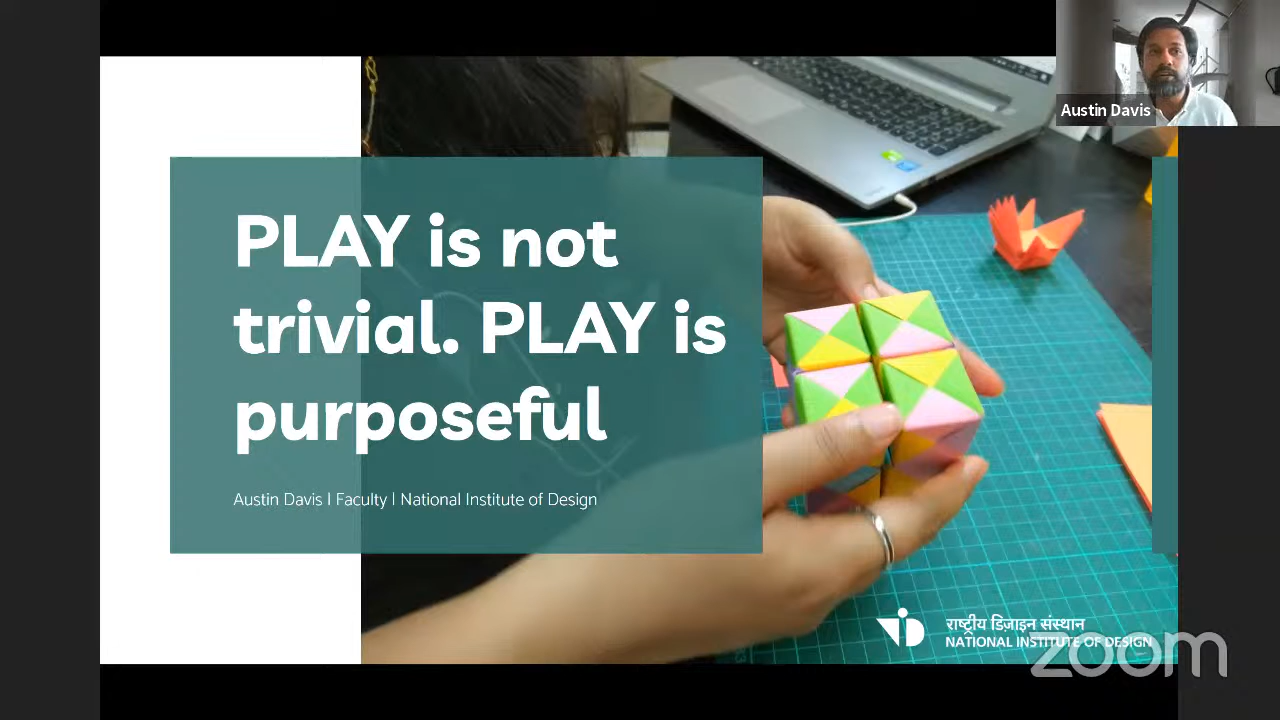 Austin Davis
PLAY is not
trivial. PLAY is
purposeful
Austin Davis | Faculty | National Institute of Design
राष्ट्रीय डिज़ाइन संस्थान
NATIONAL INSTITUTE OF DESIGN
zoom